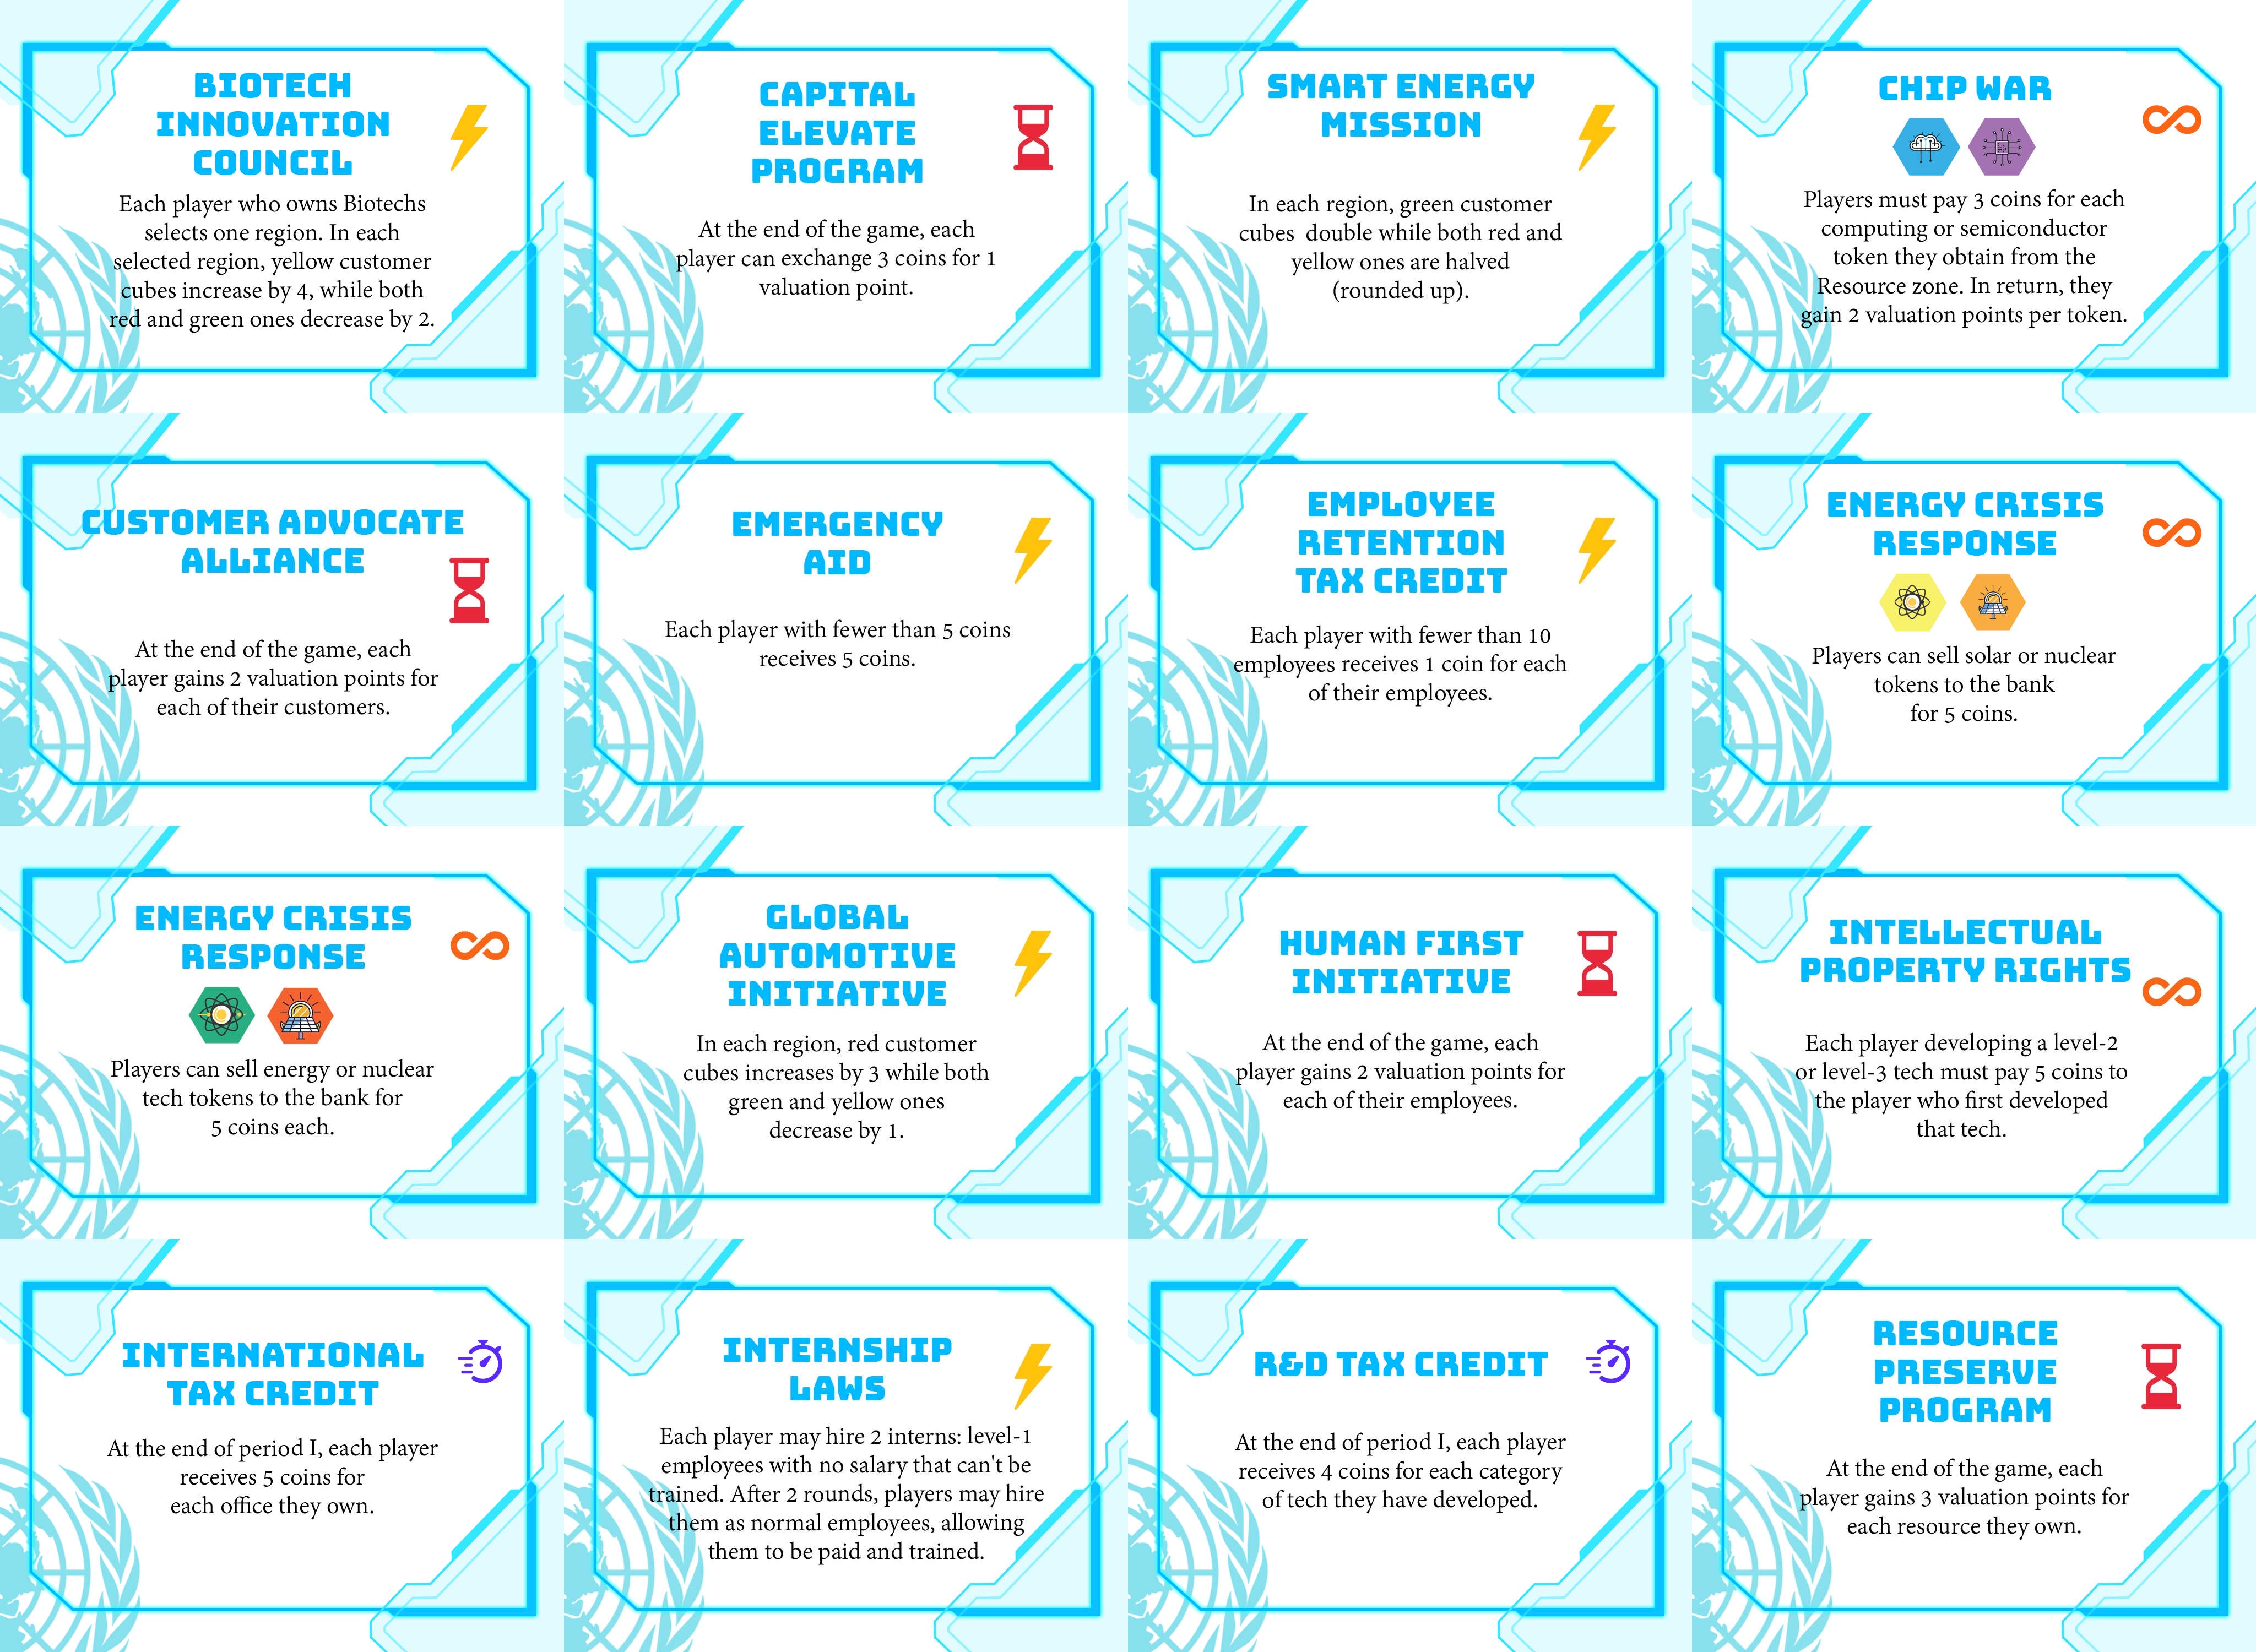 BIOTECH
INNOVATION
COUNCIL
Each player who owns Biotechs
selects one region. In each
selected region, yellow customer
cubes increase by 4, while both
red and green ones decrease by 2.
CAPITAL
ELEVATE
PROGRAM
At the end of the game, each
player can exchange 3 coins for 1
valuation point.
SMART ENERGY
MISSION
In each region, green customer
cubes double while both red and
yellow ones are halved
(rounded up).
CHIP WAR
Players must pay 3 coins for each
computing or semiconductor
token they obtain from the
Resource zone. In return, they
gain 2 valuation points per token.
CUSTOMER ADVOCATE
ALLIANCE
At the end of the game, each
player gains 2 valuation points for
each of their customers.
EMERGENCY
AID
Each player with fewer than 5 coins
receives 5 coins.
EMPLOYEE
RETENTION
TAX CREDIT
Each player with fewer than 10
employees receives 1 coin for each
of their employees.
ENERGY CRISIS
RESPONSE
Players can sell solar or nuclear
tokens to the bank
for 5 coins.
ENERGY CRISIS
RESPONSE
Players can sell energy or nuclear
tech tokens to the bank for
5 coins each.
GLOBAL
AUTOMOTIVE
INITIATIVE
In each region, red customer
cubes increases by 3 while both
green and yellow ones
decrease by 1.
HUMAN FIRST
INITIATIVE
At the end of the game, each
player gains 2 valuation points for
each of their employees.
INTELLECTUAL
PROPERTY RIGHTS
Each player developing a level-2
or level-3 tech must pay 5 coins to
the player who first developed
that tech.
INTERNATIONAL
TAX CREDIT
At the end of period I, each player
receives 5 coins for
each office they own.
INTERNSHIP
LAWS
Each player may hire 2 interns: level-1
employees with no salary that can't be
trained. After 2 rounds, players may hire
them as normal employees, allowing
them to be paid and trained.
R&D TAX CREDIT
At the end of period I, each player
receives 4 coins for each category
of tech they have developed.
RESOURCE
PRESERVE
PROGRAM
At the end of the game, each
player gains 3 valuation points for
each resource they own.